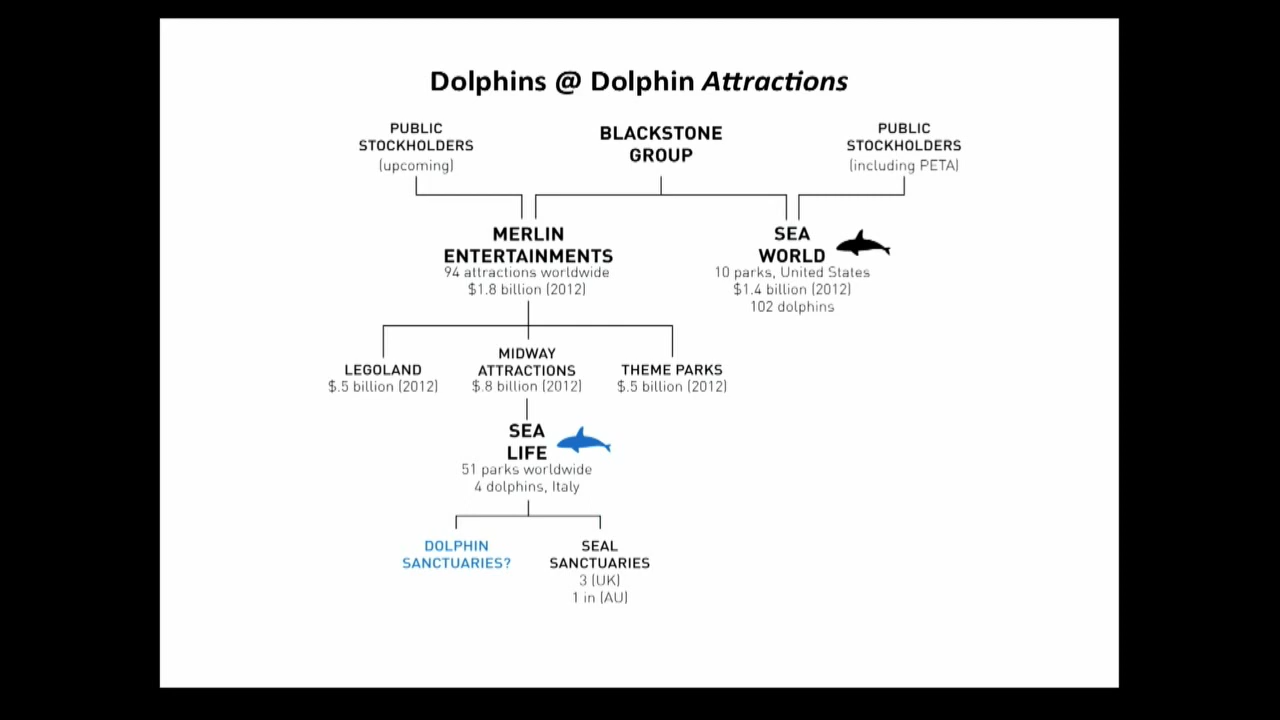 Dolphins @ Dolphin Attractions
PUBLIC
STOCKHOLDERS
(upcoming)
BLACKSTONE
GROUP
PUBLIC
STOCKHOLDERS
(including PETA)
MERLIN
ENTERTAINMENTS
94 attractions worldwide
$1.8 billion (2012)
SEA
WORLD
10 parks, United States
$1.4 billion (2012)
102 dolphins
LEGOLAND
$.5 billion (2012)
MIDWAY
ATTRACTIONS
$.8 billion (2012)
THEME PARKS
$.5 billion (2012)
SEA
LIFE
51 parks worldwide
4 dolphins, Italy
DOLPHIN
SANCTUARIES?
SEAL
SANCTUARIES
3 (UK)
1 in (AU)